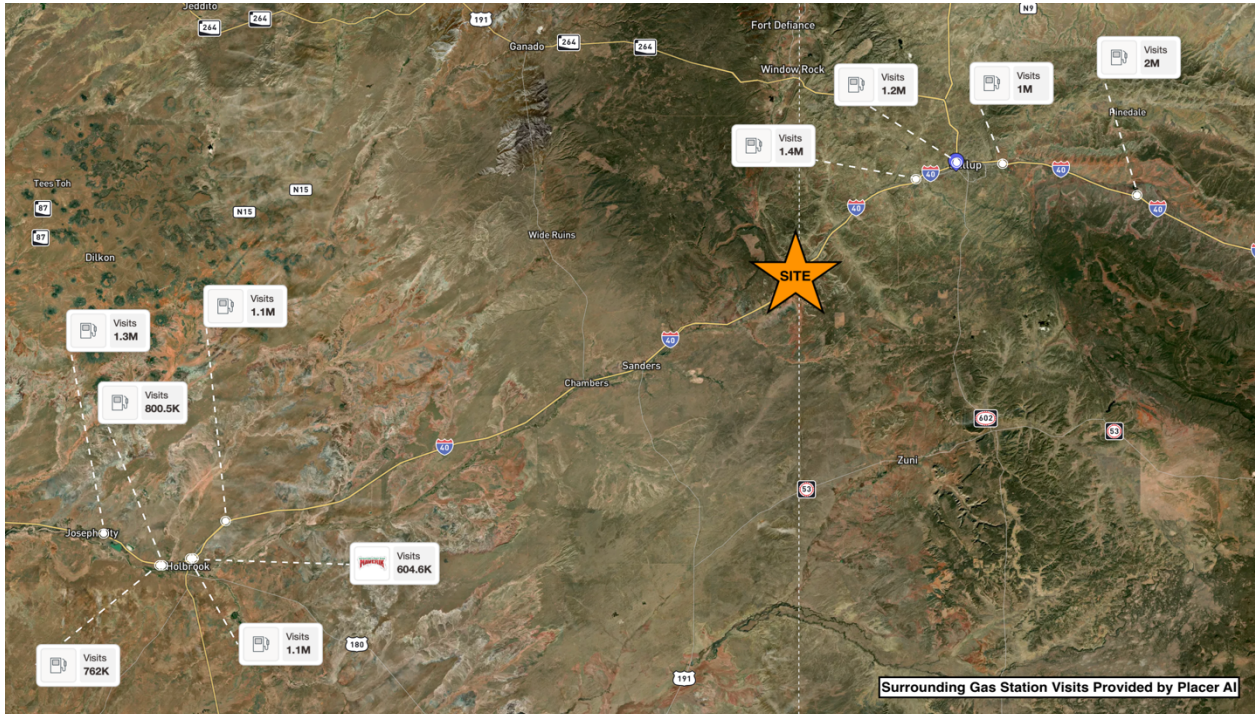 Jeddito
264
264
191
Ganado
264
264
Fort Defiance
Window Rock
N9
Visits
1.2M
Visits
1M
Visits
2M
Pinedale
Visits
1.4M
40
40
40
40
Tees Toh
87
87
N15
N15
Dilkon
Wide Ruins
SITE
Visits
1.1M
Visits
1.3M
Visits
800.5K
40
Sanders
Chambers
40
602
53
Zuni
53
Joseph City
Holbrook
MAVERIK
Visits
604.6K
Visits
1.1M
Visits
762K
180
191
Surrounding Gas Station Visits Provided by Placer AI